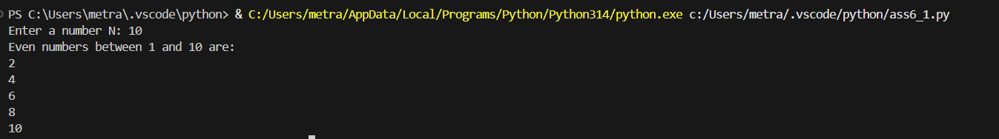 PS C:\Users\metra\.vscode\python> & C:/Users/metra/AppData/Local/Programs/Python/Python314/python.exe c:/Users/metra/.vscode/python/ass6_1.py
Enter a number N: 10
Even numbers between 1 and 10 are:
2
4
6
8
10